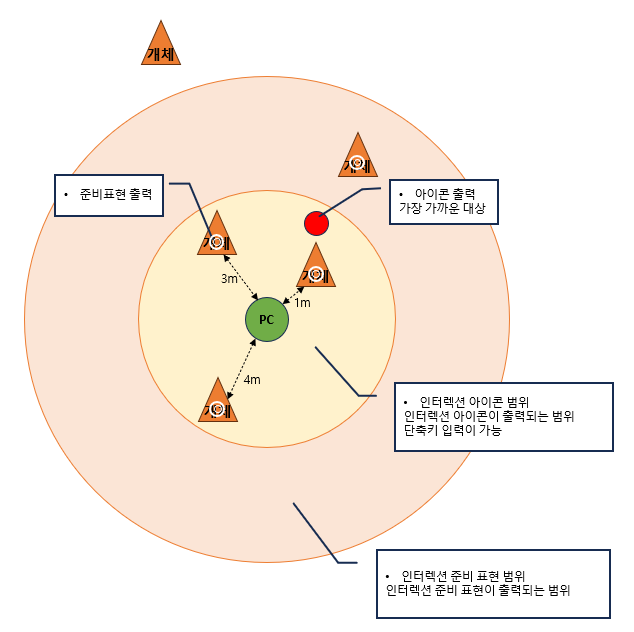 개체
개체
• 준비표현 출력
• 아이콘 출력
가장 가까운 대상
개체
개체
3m
1m
PC
4m
개체
• 인터렉션 아이콘 범위
인터렉션 아이콘이 출력되는 범위
단축키 입력이 가능
• 인터렉션 준비 표현 범위
인터렉션 준비 표현이 출력되는 범위